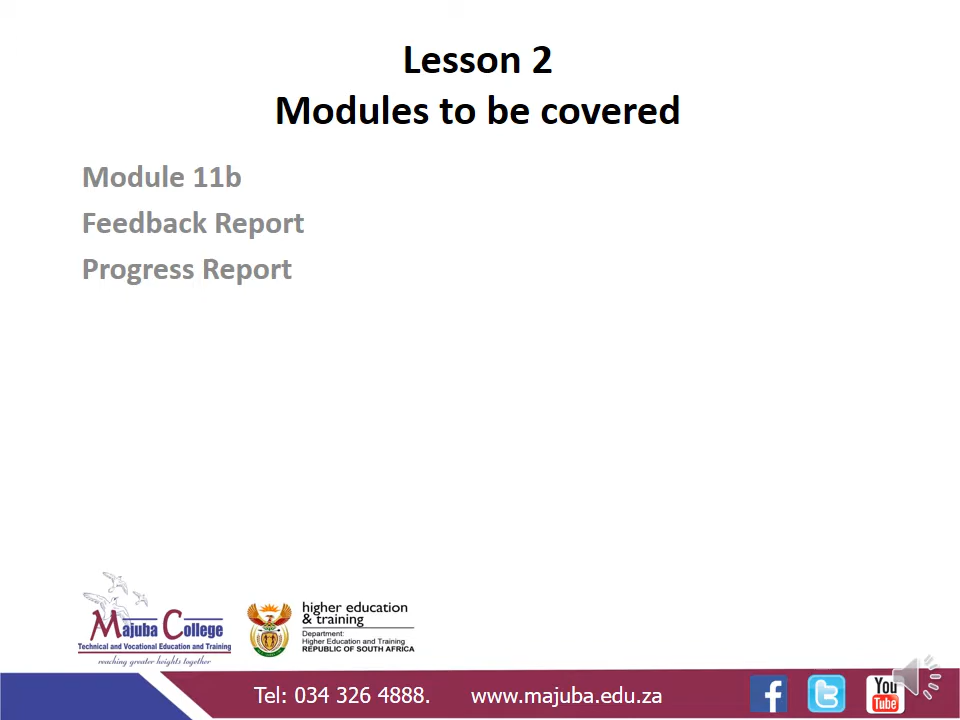 Lesson 2
Modules to be covered
Module 11b
Feedback Report
Progress Report
Majuba College
Technical and Vocational Education and Training
reaching greater heights together
higher education
& training
Department:
Higher Education and Training
REPUBLIC OF SOUTH AFRICA
Tel: 034 326 4888. www.majuba.edu.za
You
Tube